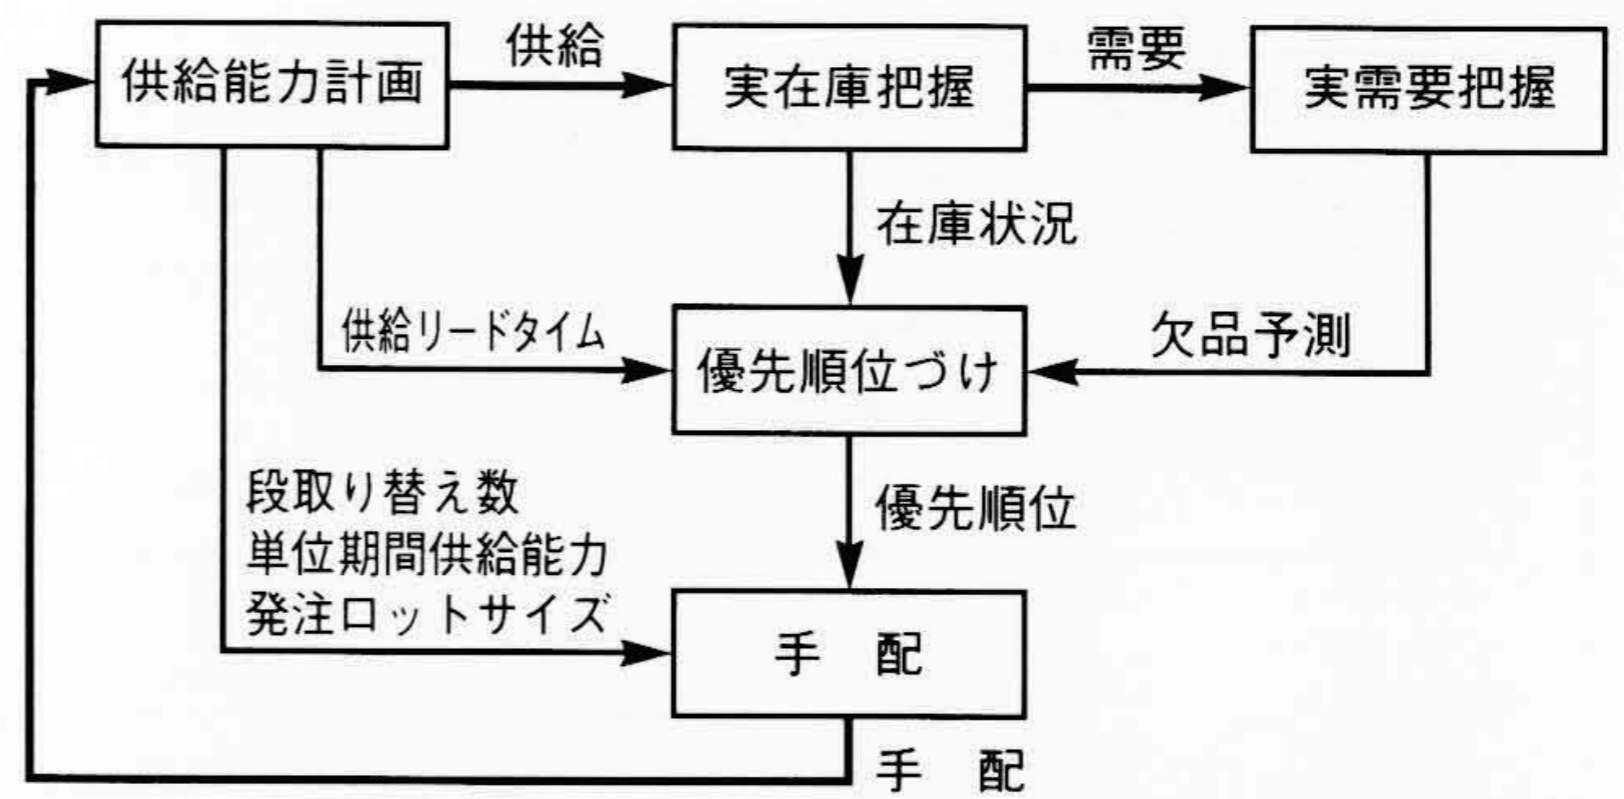 供給能力計画
供給
実在庫把握
需要
実需要把握
在庫状況
供給リードタイム
優先順位づけ
欠品予測
段取り替え数
単位期間供給能力
発注ロットサイズ
優先順位
手 配
手 配